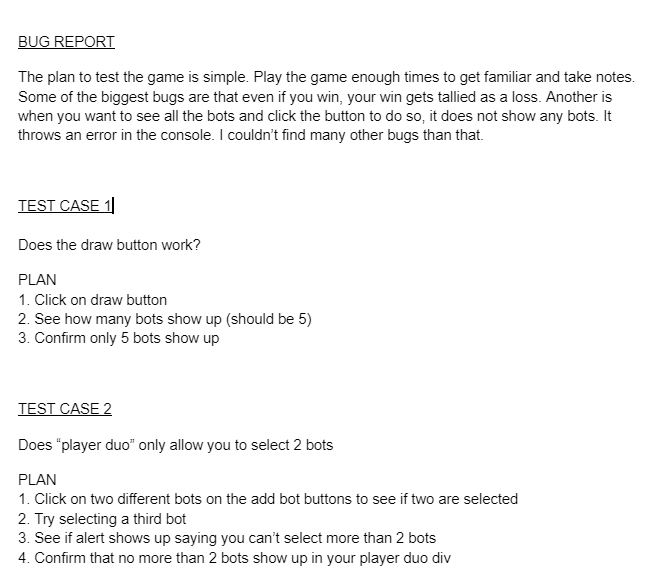 BUG REPORT
The plan to test the game is simple. Play the game enough times to get familiar and take notes.
Some of the biggest bugs are that even if you win, your win gets tallied as a loss. Another is
when you want to see all the bots and click the button to do so, it does not show any bots. It
throws an error in the console. I couldn't find many other bugs than that.
TEST CASE 1
Does the draw button work?
PLAN
1. Click on draw button
2. See how many bots show up (should be 5)
3. Confirm only 5 bots show up
TEST CASE 2
Does “player duo” only allow you to select 2 bots
PLAN
1. Click on two different bots on the add bot buttons to see if two are selected
2. Try selecting a third bot
3. See if alert shows up saying you can't select more than 2 bots
4. Confirm that no more than 2 bots show up in your player duo div